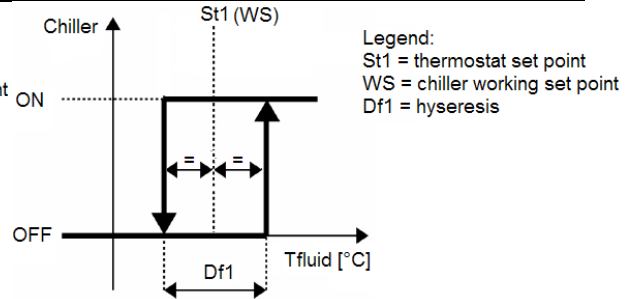 St1 (WS)
Chiller
Legend:
St1 = thermostat set point
WS = chiller working set point
Df1 = hyseresis
nt
ON
= =
OFF
Tfluid [°C]
Df1